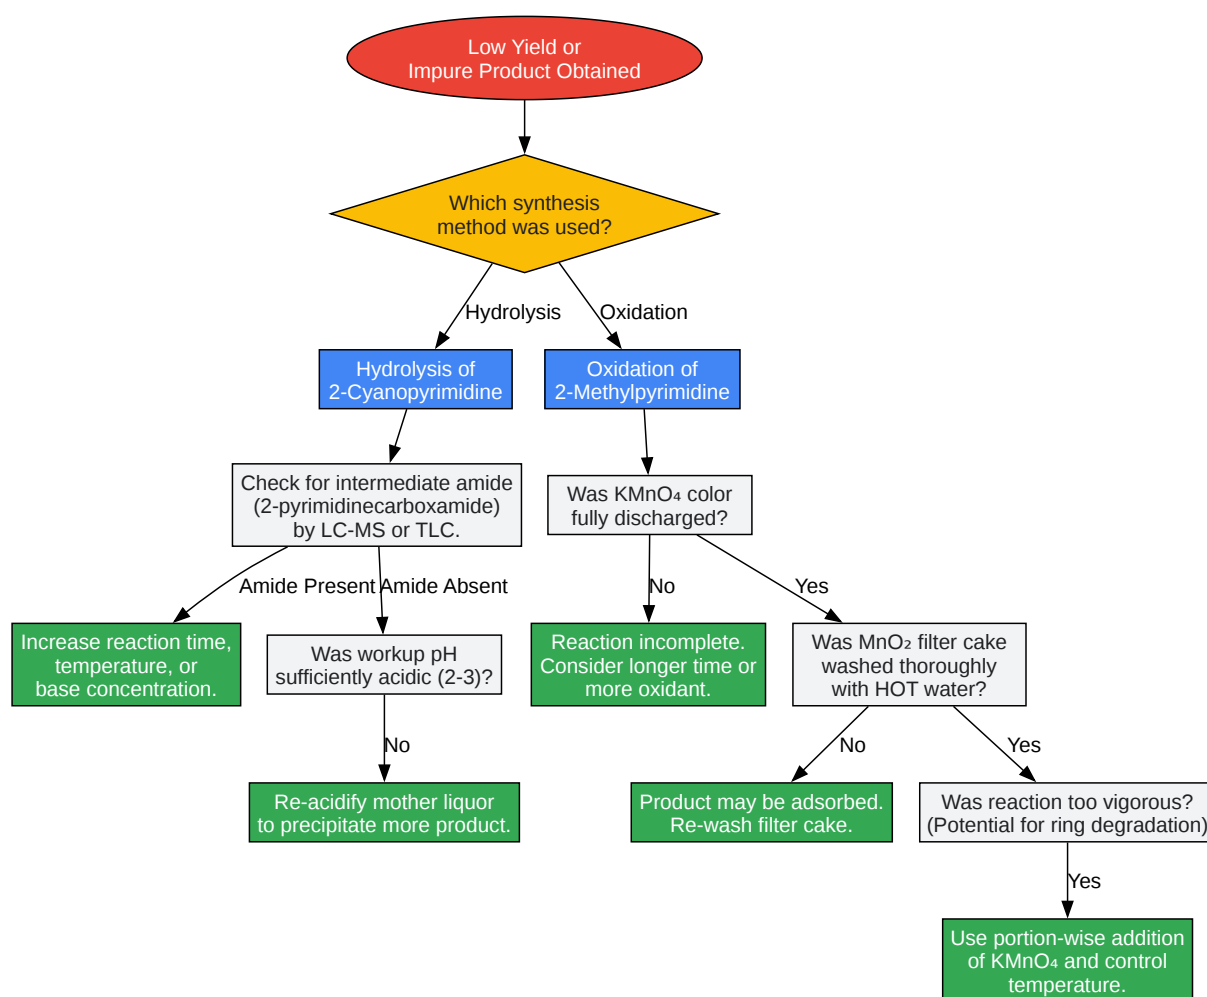 Low Yield or
Impure Product Obtained
Which synthesis
method was used?
Hydrolysis
Oxidation
Hydrolysis of
2-Cyanopyrimidine
Oxidation of
2-Methylpyrimidine
Check for intermediate amide
(2-pyrimidinecarboxamide)
by LC-MS or TLC.
Was KMnO₄ color
fully discharged?
Amide Present
Amide Absent
No
Yes
Increase reaction time,
temperature, or
base concentration.
Was workup pH
sufficiently acidic (2-3)?
Reaction incomplete.
Consider longer time or
more oxidant.
Was MnO₂ filter cake
washed thoroughly
with HOT water?
No
No
Yes
Re-acidify mother liquor
to precipitate more product.
Product may be adsorbed.
Re-wash filter cake.
Was reaction too vigorous?
(Potential for ring degradation)
Yes
Use portion-wise addition
of KMnO₄ and control
temperature.